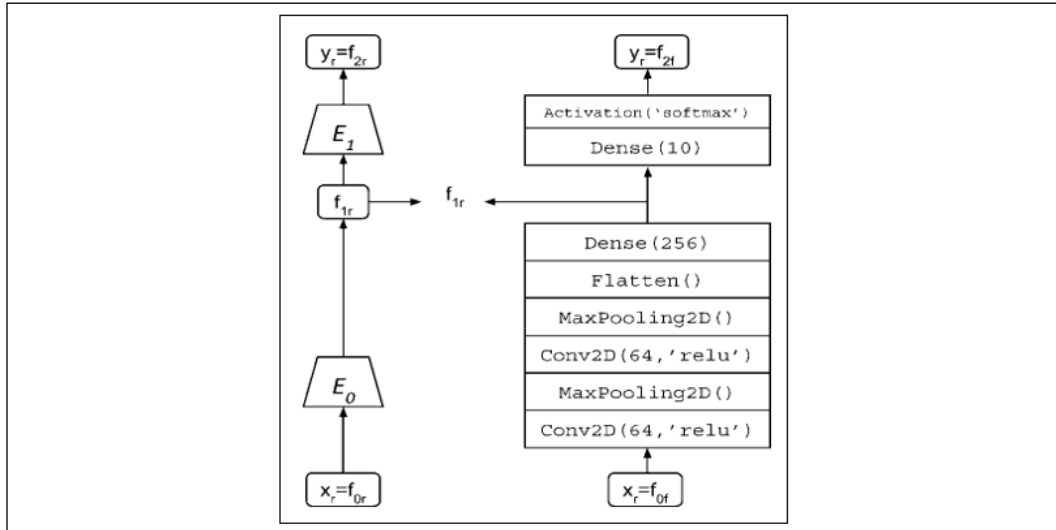 y_r=f_2r
y_r=f_2f
E_1
Activation('softmax')
Dense(10)
f_1r
f_1r
Dense(256)
Flatten()
MaxPooling2D()
Conv2D(64,'relu')
E_0
MaxPooling2D()
Conv2D(64,'relu')
x_r=f_0r
x_r=f_0f